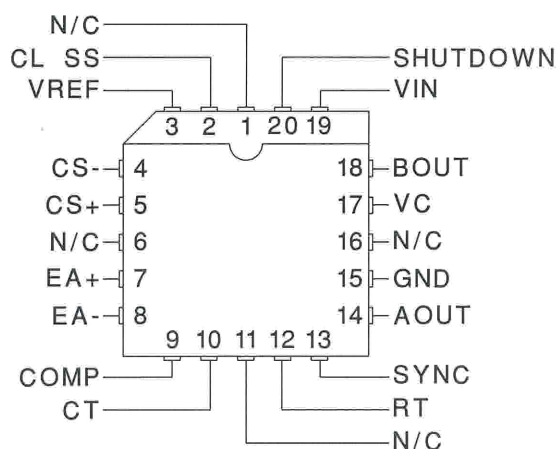 N/C
CL SS
SHUTDOWN
VREF
VIN
3 2 1 20 19
CS- 4
18 BOUT
CS+ 5
17 VC
N/C 6
16 N/C
EA+ 7
15 GND
EA- 8
14 AOUT
9 10 11 12 13
COMP
SYNC
CT
RT
N/C